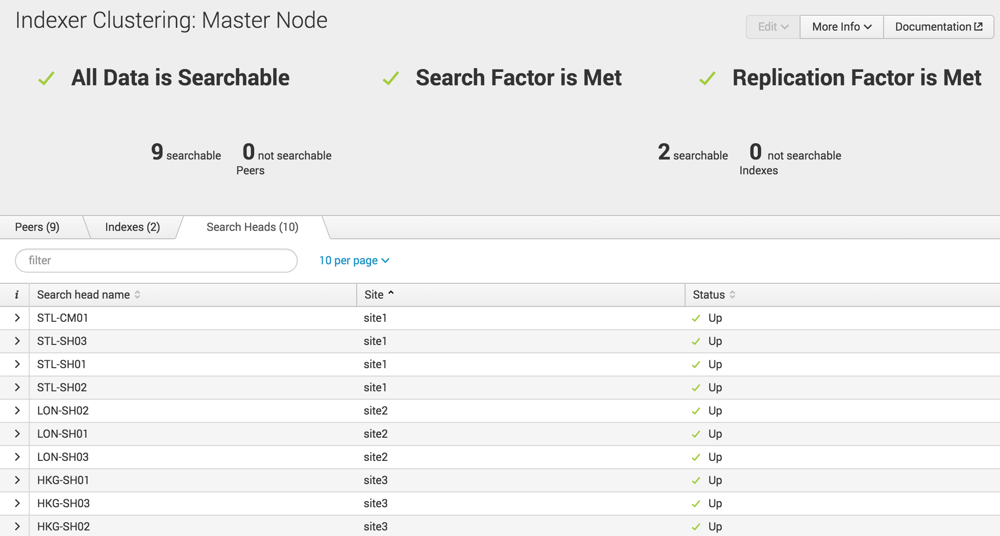 Indexer Clustering: Master Node
Edit More Info Documentation
All Data is Searchable Search Factor is Met Replication Factor is Met
9 searchable 0 not searchable 2 searchable 0 not searchable
Peers Indexes
Peers (9) Indexes (2) Search Heads (10)
filter 10 per page
i Search head name Site Status
STL-CM01 site1 Up
STL-SH03 site1 Up
STL-SH01 site1 Up
STL-SH02 site1 Up
LON-SH02 site2 Up
LON-SH01 site2 Up
LON-SH03 site2 Up
HKG-SH01 site3 Up
HKG-SH03 site3 Up
HKG-SH02 site3 Up